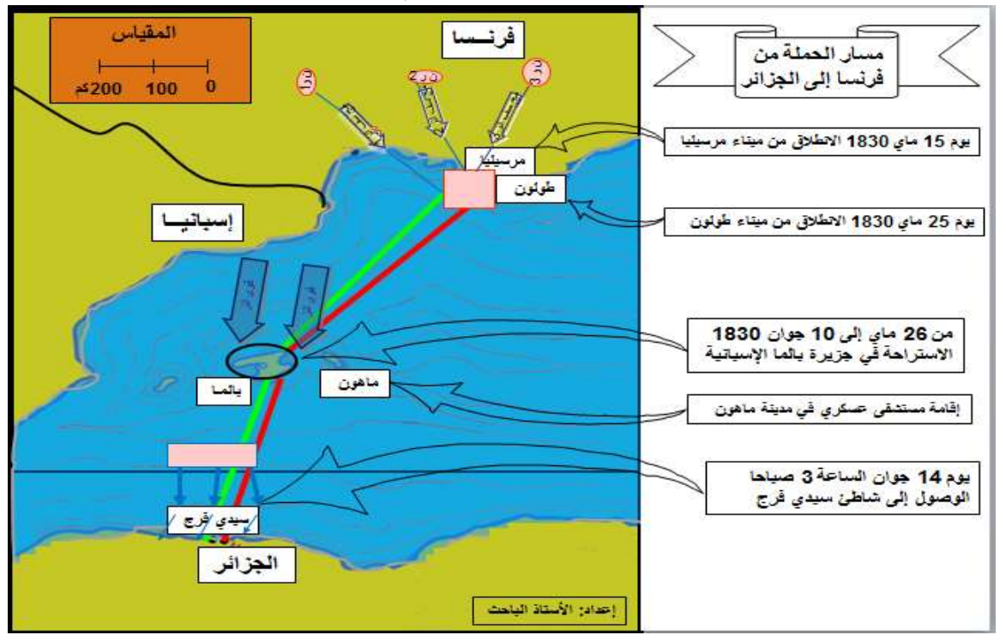 مسار الحملة من
فرنسا إلى الجزائر
المقياس
0 100 200كم
فرنسا
مرسيليا
طولون
إسبانيا
يوم 15 ماي 1830 الانطلاق من ميناء مرسيليا
يوم 25 ماي 1830 الانطلاق من ميناء طولون
من 26 ماي إلى 10 جوان 1830
الاستراحة في جزيرة بالما الإسبانية
ماهون
بالما
إقامة مستشفى عسكري في مدينة ماهون
يوم 14 جوان الساعة 3 صباحا
الوصول إلى شاطئ سيدي فرج
سيدي فرج
الجزائر
إعداد: الأستاذ الباحث